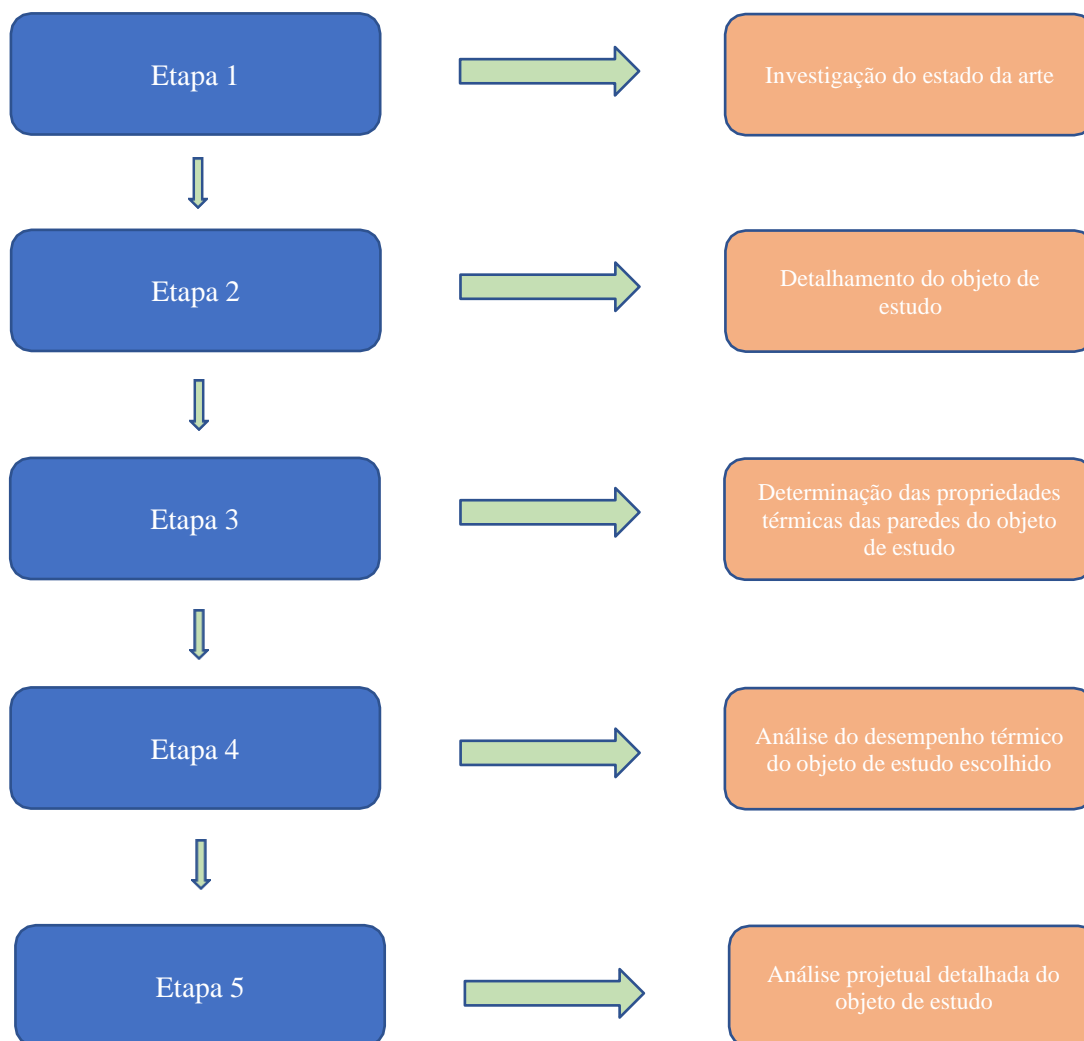 Etapa 1
Investigação do estado da arte
Etapa 2
Detalhamento do objeto de
estudo
Etapa 3
Determinação das propriedades
térmicas das paredes do objeto
de estudo
Etapa 4
Análise do desempenho térmico
do objeto de estudo escolhido
Etapa 5
Análise projetual detalhada do
objeto de estudo